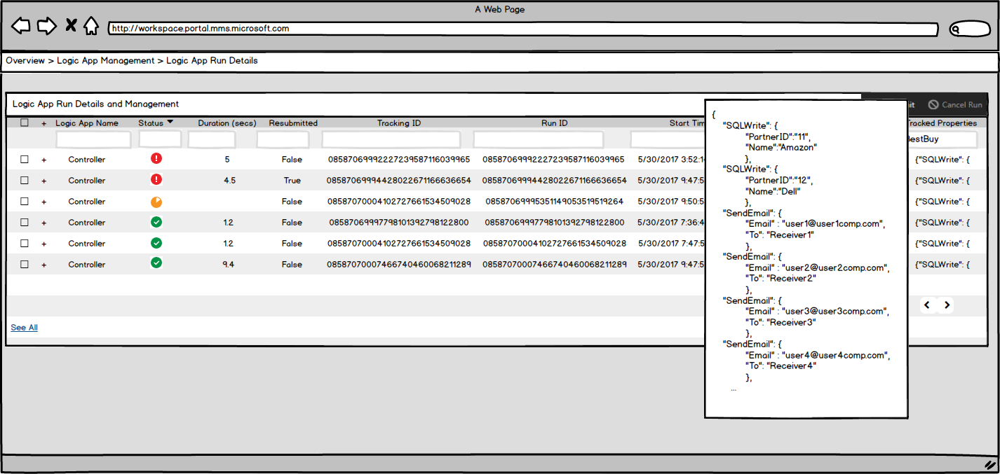 A Web Page
http://workspace.portal.mms.microsoft.com
Overview > Logic App Management > Logic App Run Details
Logic App Run Details and Management
Cancel Run
+ Logic App Name Status Duration (secs) Resubmitted Tracking ID Run ID Start Tim Tracked Properties
BestBuy
+ Controller 5 False 08587069992227239587116039965 08587069992227239587116039965 5/30/2017 3:52:1 {"SQLWrite": {
+ Controller 4.5 True 08587069994428022671166636654 08587069994428022671166636654 5/30/2017 9:47:5 {"SQLWrite": {
+ Controller False 08587070004102727661534509028 08587069995351149053519519264 5/30/2017 9:50:5 {"SQLWrite": {
+ Controller 1.2 False 08587069997798101392798122800 08587069997798101392798122800 5/30/2017 7:36:4 {"SQLWrite": {
+ Controller 1.2 False 08587070004102727661534509028 08587070004102727661534509028 5/30/2017 7:47:5 {"SQLWrite": {
+ Controller 9.4 False 08587070007466740460068211289 08587070007466740460068211289 5/30/2017 9:47:5 {"SQLWrite": {
See All
{
"SQLWrite": {
"PartnerID":"11",
"Name":"Amazon"
},
"SQLWrite": {
"PartnerID":"12",
"Name":"Dell"
},
"SendEmail": {
"Email" : "user1@user1comp.com",
"To": "Receiver1"
},
"SendEmail": {
"Email" : "user2@user2comp.com",
"To": "Receiver2"
},
"SendEmail": {
"Email" : "user3@user3comp.com",
"To": "Receiver3"
},
"SendEmail": {
"Email" : "user4@user4comp.com",
"To": "Receiver4"
},
...